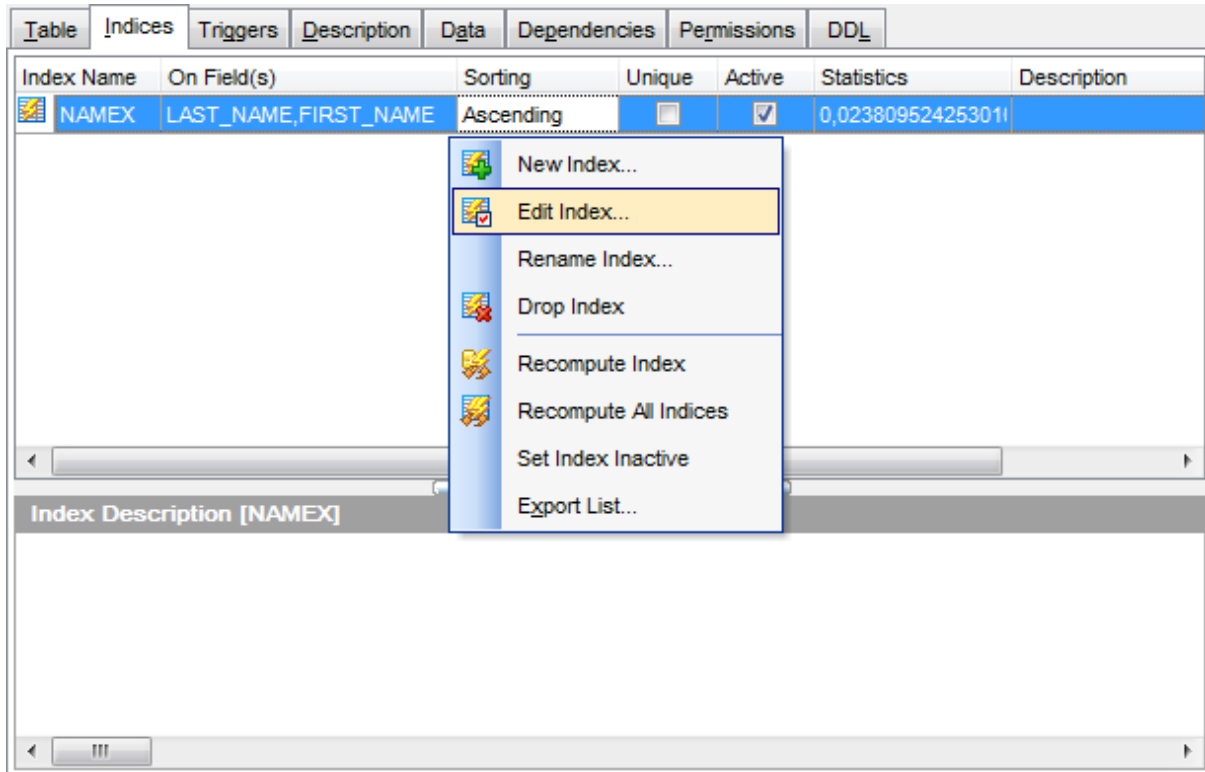 Table Indices Triggers Description Data Dependencies Permissions DDL
Index Name On Field(s) Sorting Unique Active Statistics Description
NAMEX LAST_NAME,FIRST_NAME Ascending 0,0238095242530
New Index...
Edit Index...
Rename Index...
Drop Index
Recompute Index
Recompute All Indices
Set Index Inactive
Export List...
Index Description [NAMEX]